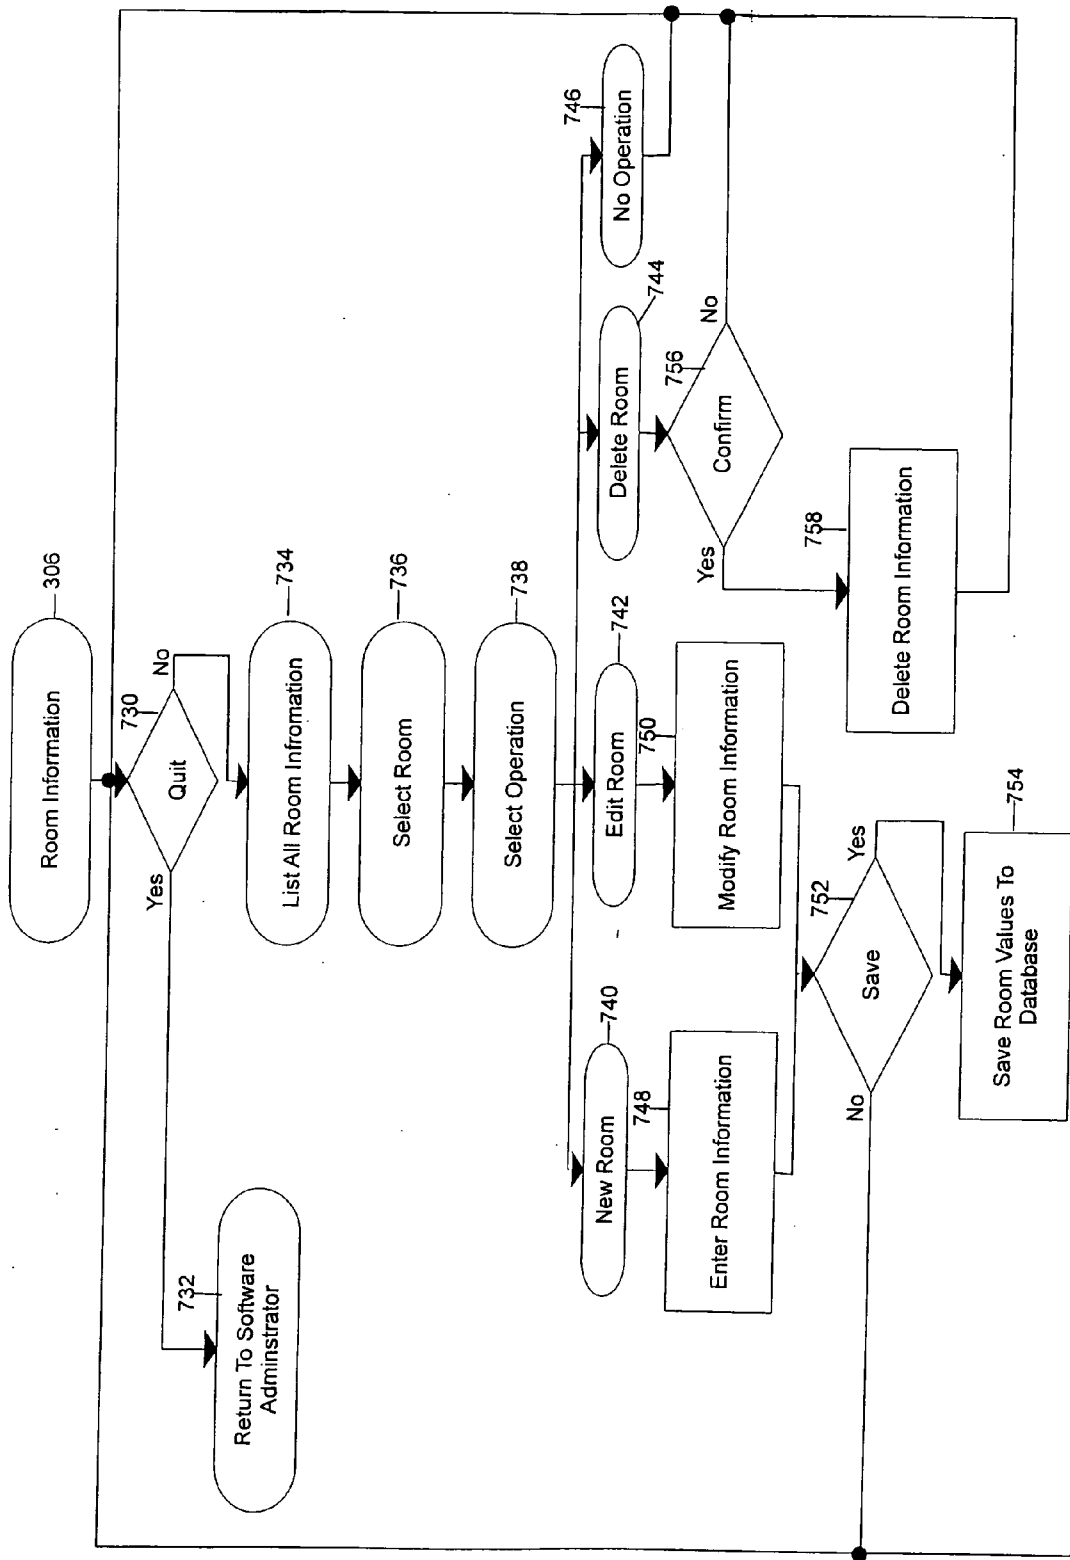 Room Information
306
730
Quit
No
Yes
732
Return To Software
Adminstrator
734
List All Room Infromation
736
Select Room
738
Select Operation
740
New Room
742
Edit Room
744
Delete Room
746
No Operation
748
Enter Room Information
750
Modify Room Information
756
Confirm
No
Yes
752
Save
Yes
No
758
Delete Room Information
754
Save Room Values To
Database